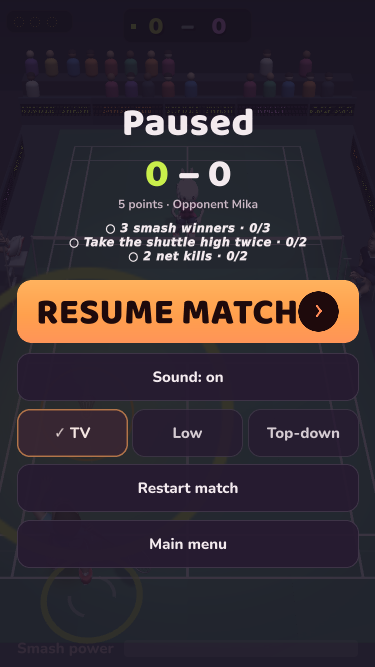 0 – 0
Paused
0 – 0
5 points · Opponent Mika
○ 3 smash winners · 0/3
○ Take the shuttle high twice · 0/2
○ 2 net kills · 0/2
RESUME MATCH ›
Sound: on
✓ TV Low Top-down
Restart match
Main menu
Smash power